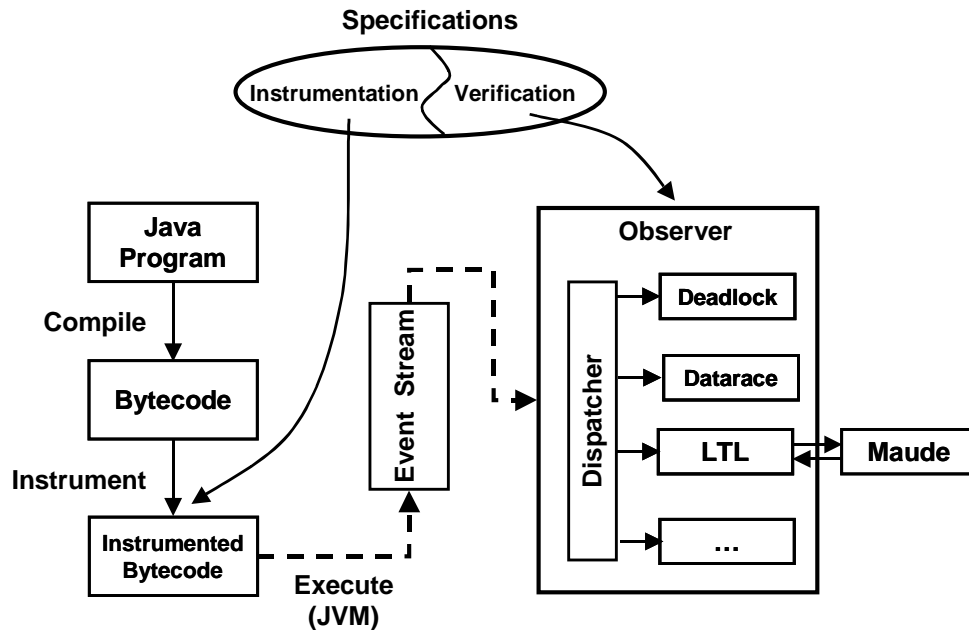 Specifications
Instrumentation
Verification
Java
Program
Compile
Bytecode
Instrument
Instrumented
Bytecode
Execute
(JVM)
Event Stream
Observer
Dispatcher
Deadlock
Datarace
LTL
...
Maude